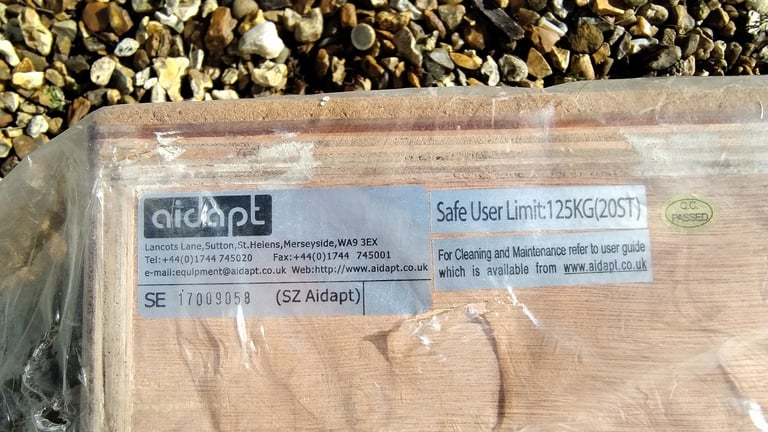 aidapt
Lancots Lane,Sutton,St.Helens,Merseyside,WA9 3EX
Tel:+44(0)1744 745020 Fax:+44(0)1744 745001
e-mail:equipment@aidapt.co.uk Web:http://www.aidapt.co.uk
SE 17009058 (SZ Aidapt)
Safe User Limit:125KG(20ST)
For Cleaning and Maintenance refer to user guide
which is available from www.aidapt.co.uk
Q.C.
PASSED